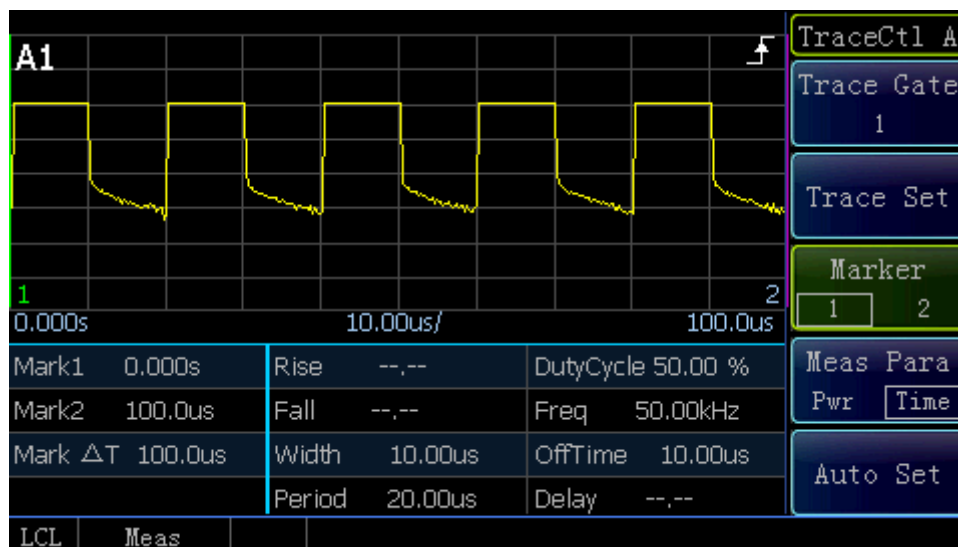 A1
1
2
0.000s 10.00us/ 100.0us
Mark1 0.000s Rise --.-- DutyCycle 50.00 %
Mark2 100.0us Fall --.-- Freq 50.00kHz
Mark △T 100.0us Width 10.00us OffTime 10.00us
Period 20.00us Delay --.--
LCL Meas
TraceCtl A
Trace Gate
1
Trace Set
Marker
1 2
Meas Para
Pwr Time
Auto Set